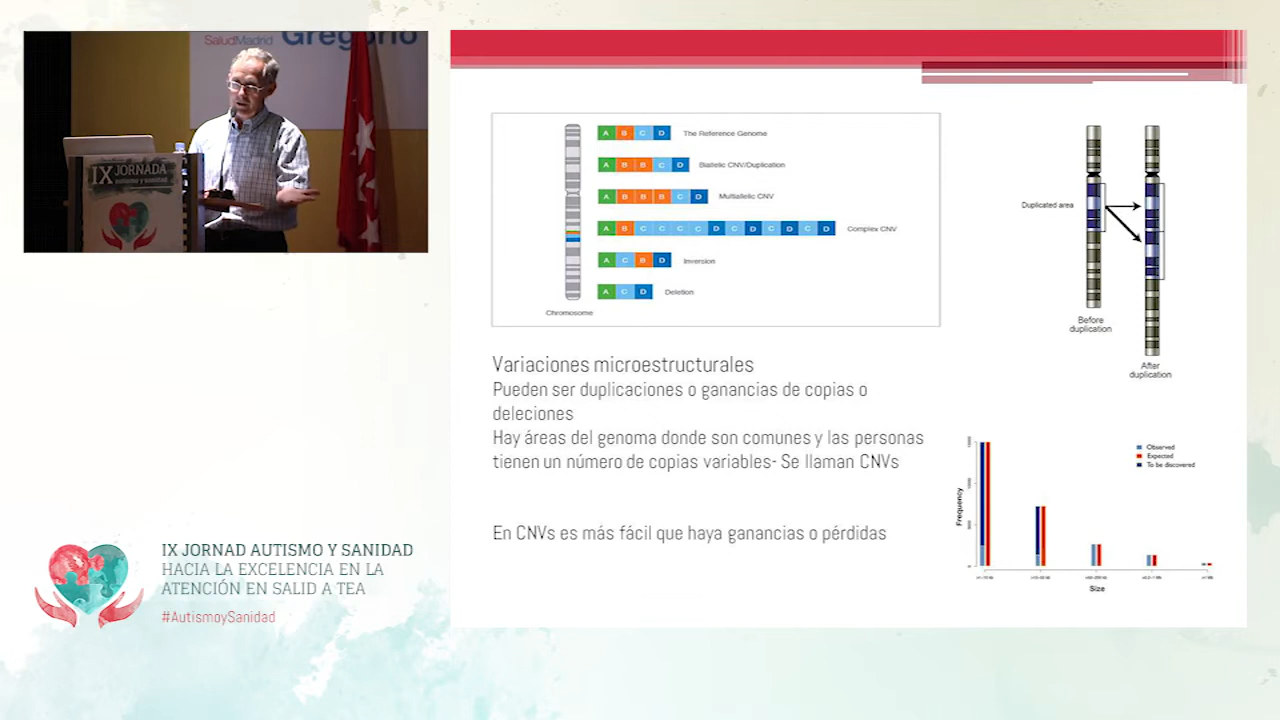 SaludMadrid Gregorio
IX JORNADA
autismo y sanidad
A B C D The Reference Genome
A B B C D Biallelic CNV/Duplication
A B B B C D Multiallelic CNV
A B C C C C D C D C D C D Complex CNV
A C B D Inversion
A C D Deletion
Chromosome
Duplicated area
Before
duplication
After
duplication
Variaciones microestructurales
Pueden ser duplicaciones o ganancias de copias o
deleciones
Hay áreas del genoma donde son comunes y las personas
tienen un número de copias variables- Se llaman CNVs
En CNVs es más fácil que haya ganancias o pérdidas
Observed
Expected
To be discovered
Frequency
Size
IX JORNAD AUTISMO Y SANIDAD
HACIA LA EXCELENCIA EN LA
ATENCIÓN EN SALID A TEA
#AutismoySanidad